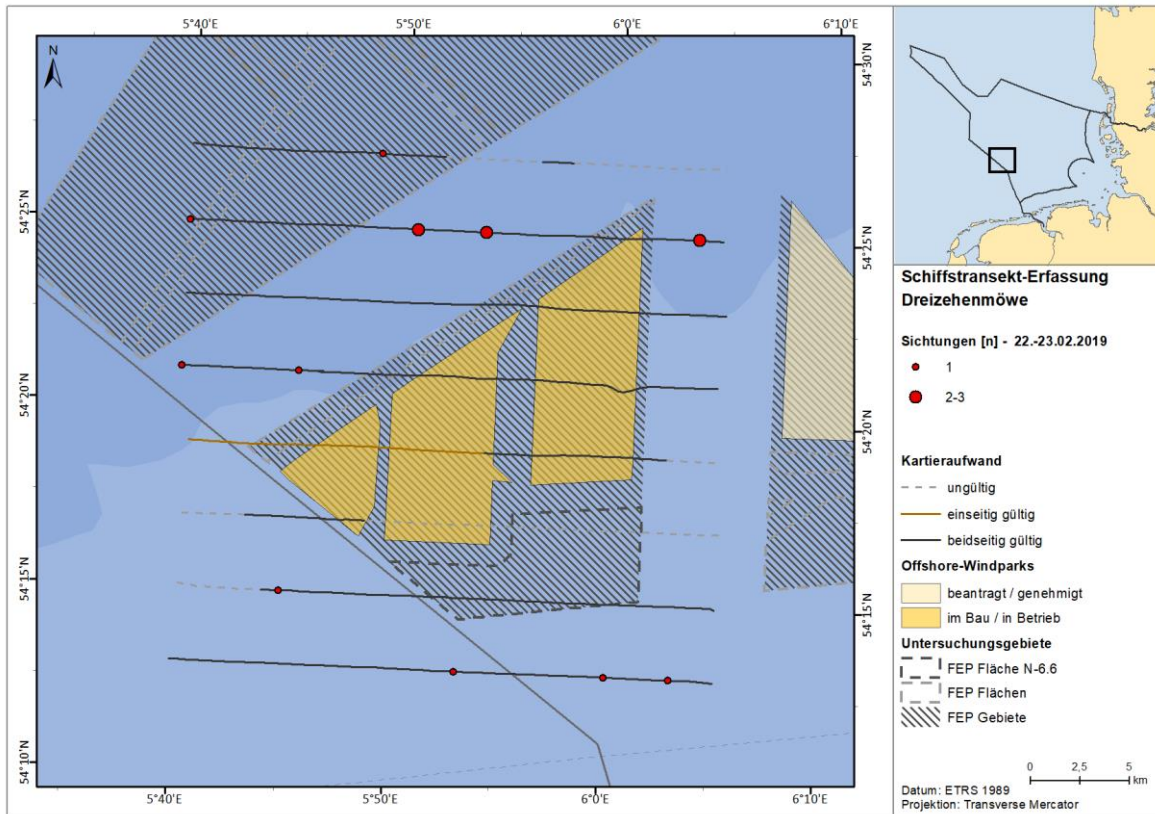 5°40'E
5°50'E
6°0'E
6°10'E
N
54°30'N
54°25'N
54°25'N
54°20'N
54°20'N
54°15'N
54°15'N
54°10'N
5°40'E
5°50'E
6°0'E
6°10'E
Schiffstransekt-Erfassung
Dreizehenmöwe
Sichtungen [n] - 22.-23.02.2019
1
2-3
Kartieraufwand
ungültig
einseitig gültig
beidseitig gültig
Offshore-Windparks
beantragt / genehmigt
im Bau / in Betrieb
Untersuchungsgebiete
FEP Fläche N-6.6
FEP Flächen
FEP Gebiete
0 2,5 5
km
Datum: ETRS 1989
Projektion: Transverse Mercator